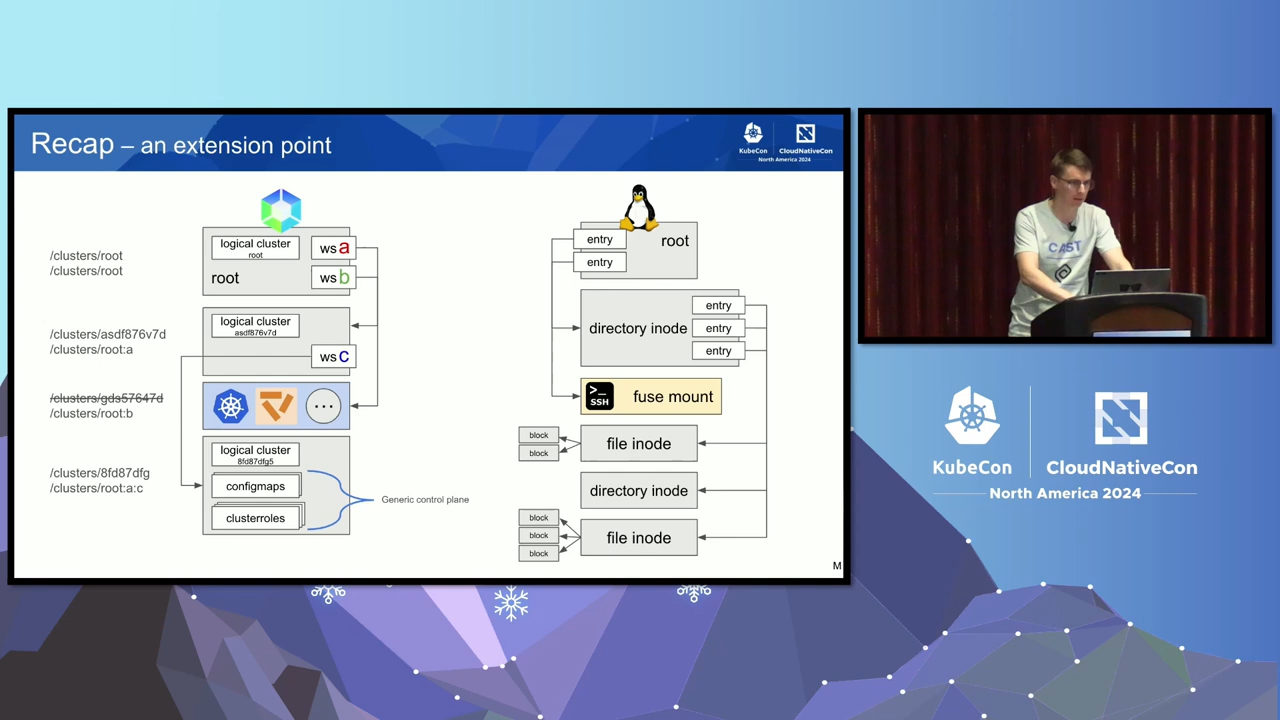 Recap – an extension point
KubeCon
CloudNativeCon
North America 2024
/clusters/root
/clusters/root
logical cluster
root
ws a
root
ws b
/clusters/asdf876v7d
/clusters/root:a
logical cluster
asdf876v7d
ws c
/clusters/gds57647d
/clusters/root:b
/clusters/8fd87dfg
/clusters/root:a:c
logical cluster
8fd87dfg5
configmaps
clusterroles
Generic control plane
entry
root
entry
directory inode
entry
entry
entry
>_
SSH
fuse mount
block
block
file inode
directory inode
block
block
block
file inode
M
CAST
KubeCon
CloudNativeCon
North America 2024